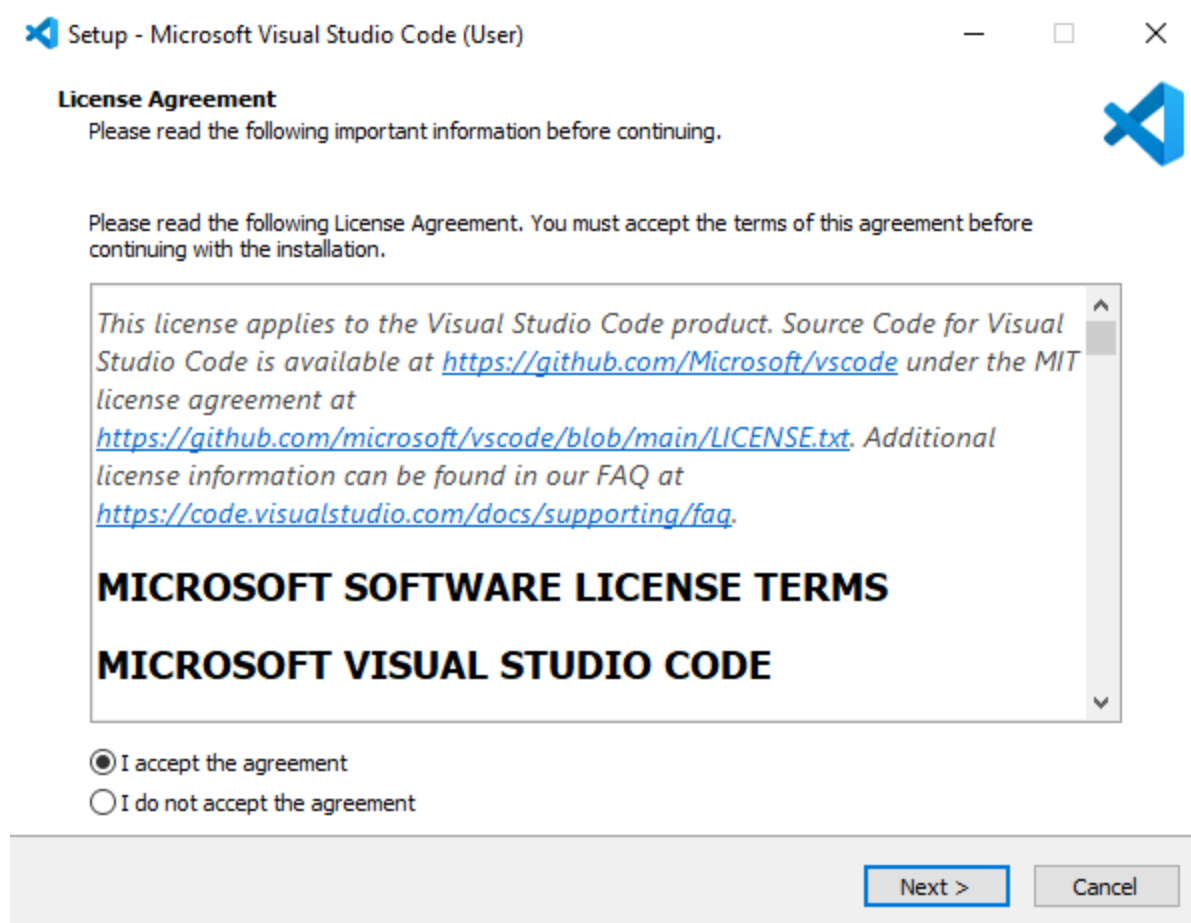 Setup - Microsoft Visual Studio Code (User)
License Agreement
Please read the following important information before continuing.
Please read the following License Agreement. You must accept the terms of this agreement before
continuing with the installation.
This license applies to the Visual Studio Code product. Source Code for Visual
Studio Code is available at https://github.com/Microsoft/vscode under the MIT
license agreement at
https://github.com/microsoft/vscode/blob/main/LICENSE.txt. Additional
license information can be found in our FAQ at
https://code.visualstudio.com/docs/supporting/faq.
MICROSOFT SOFTWARE LICENSE TERMS
MICROSOFT VISUAL STUDIO CODE
I accept the agreement
I do not accept the agreement
Next >
Cancel